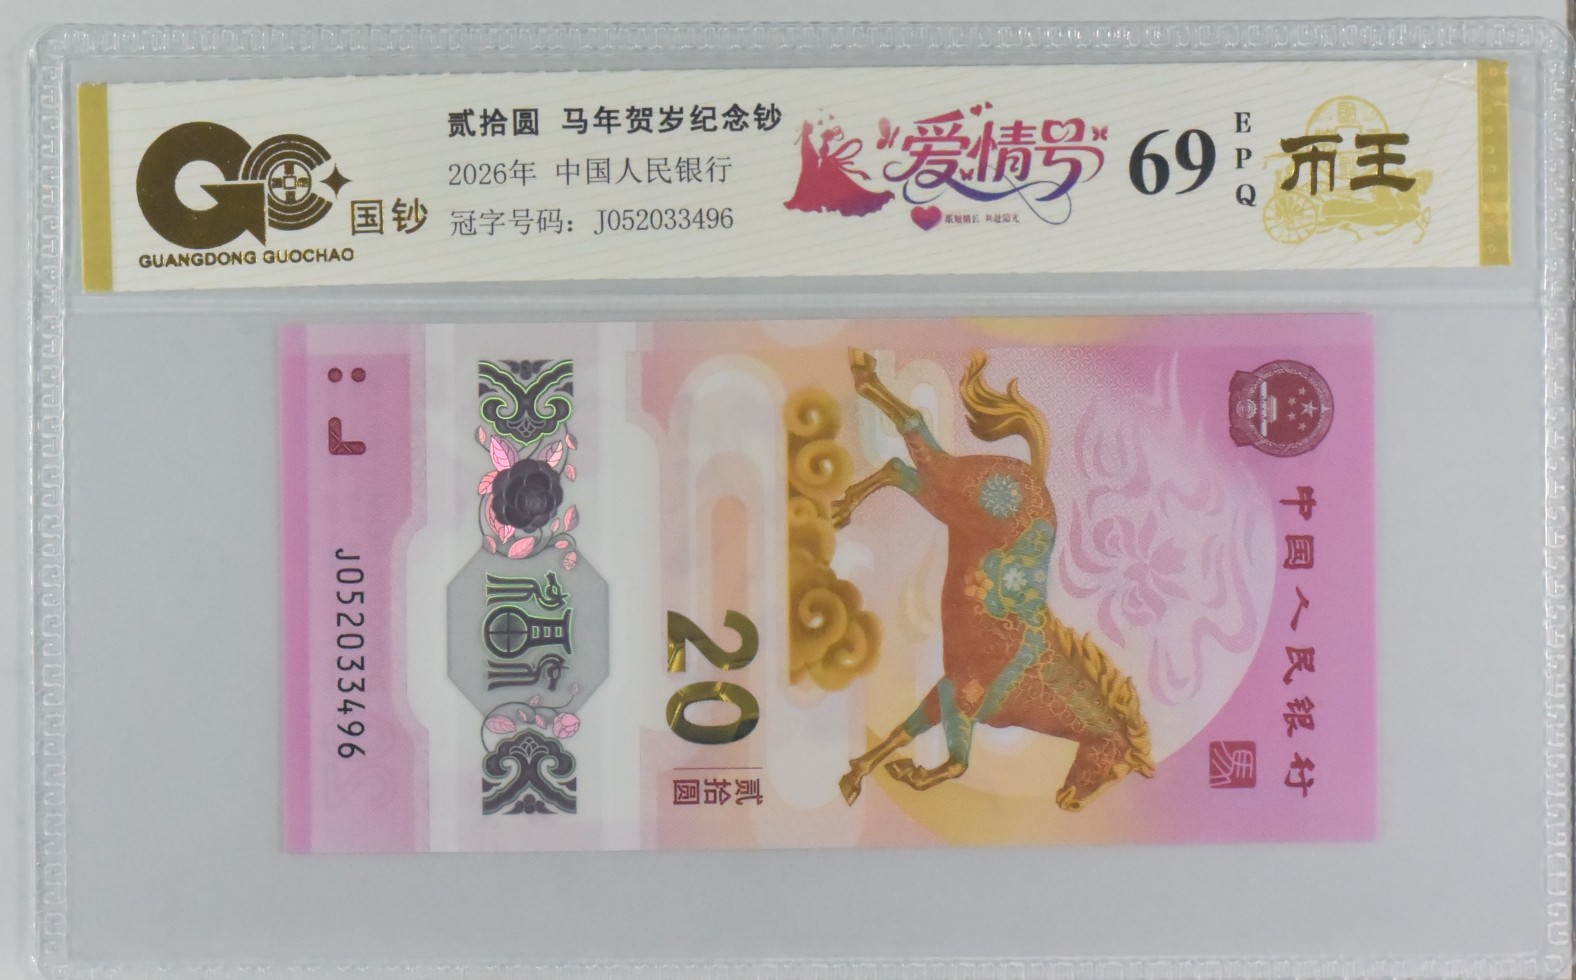 国钞
GUANGDONG GUOCHAO
贰拾圆 马年贺岁纪念钞
2026年 中国人民银行
冠字号码：J052033496
爱情号
69
EPQ
币王
中国人民银行
馬
20
贰拾圆
J052033496